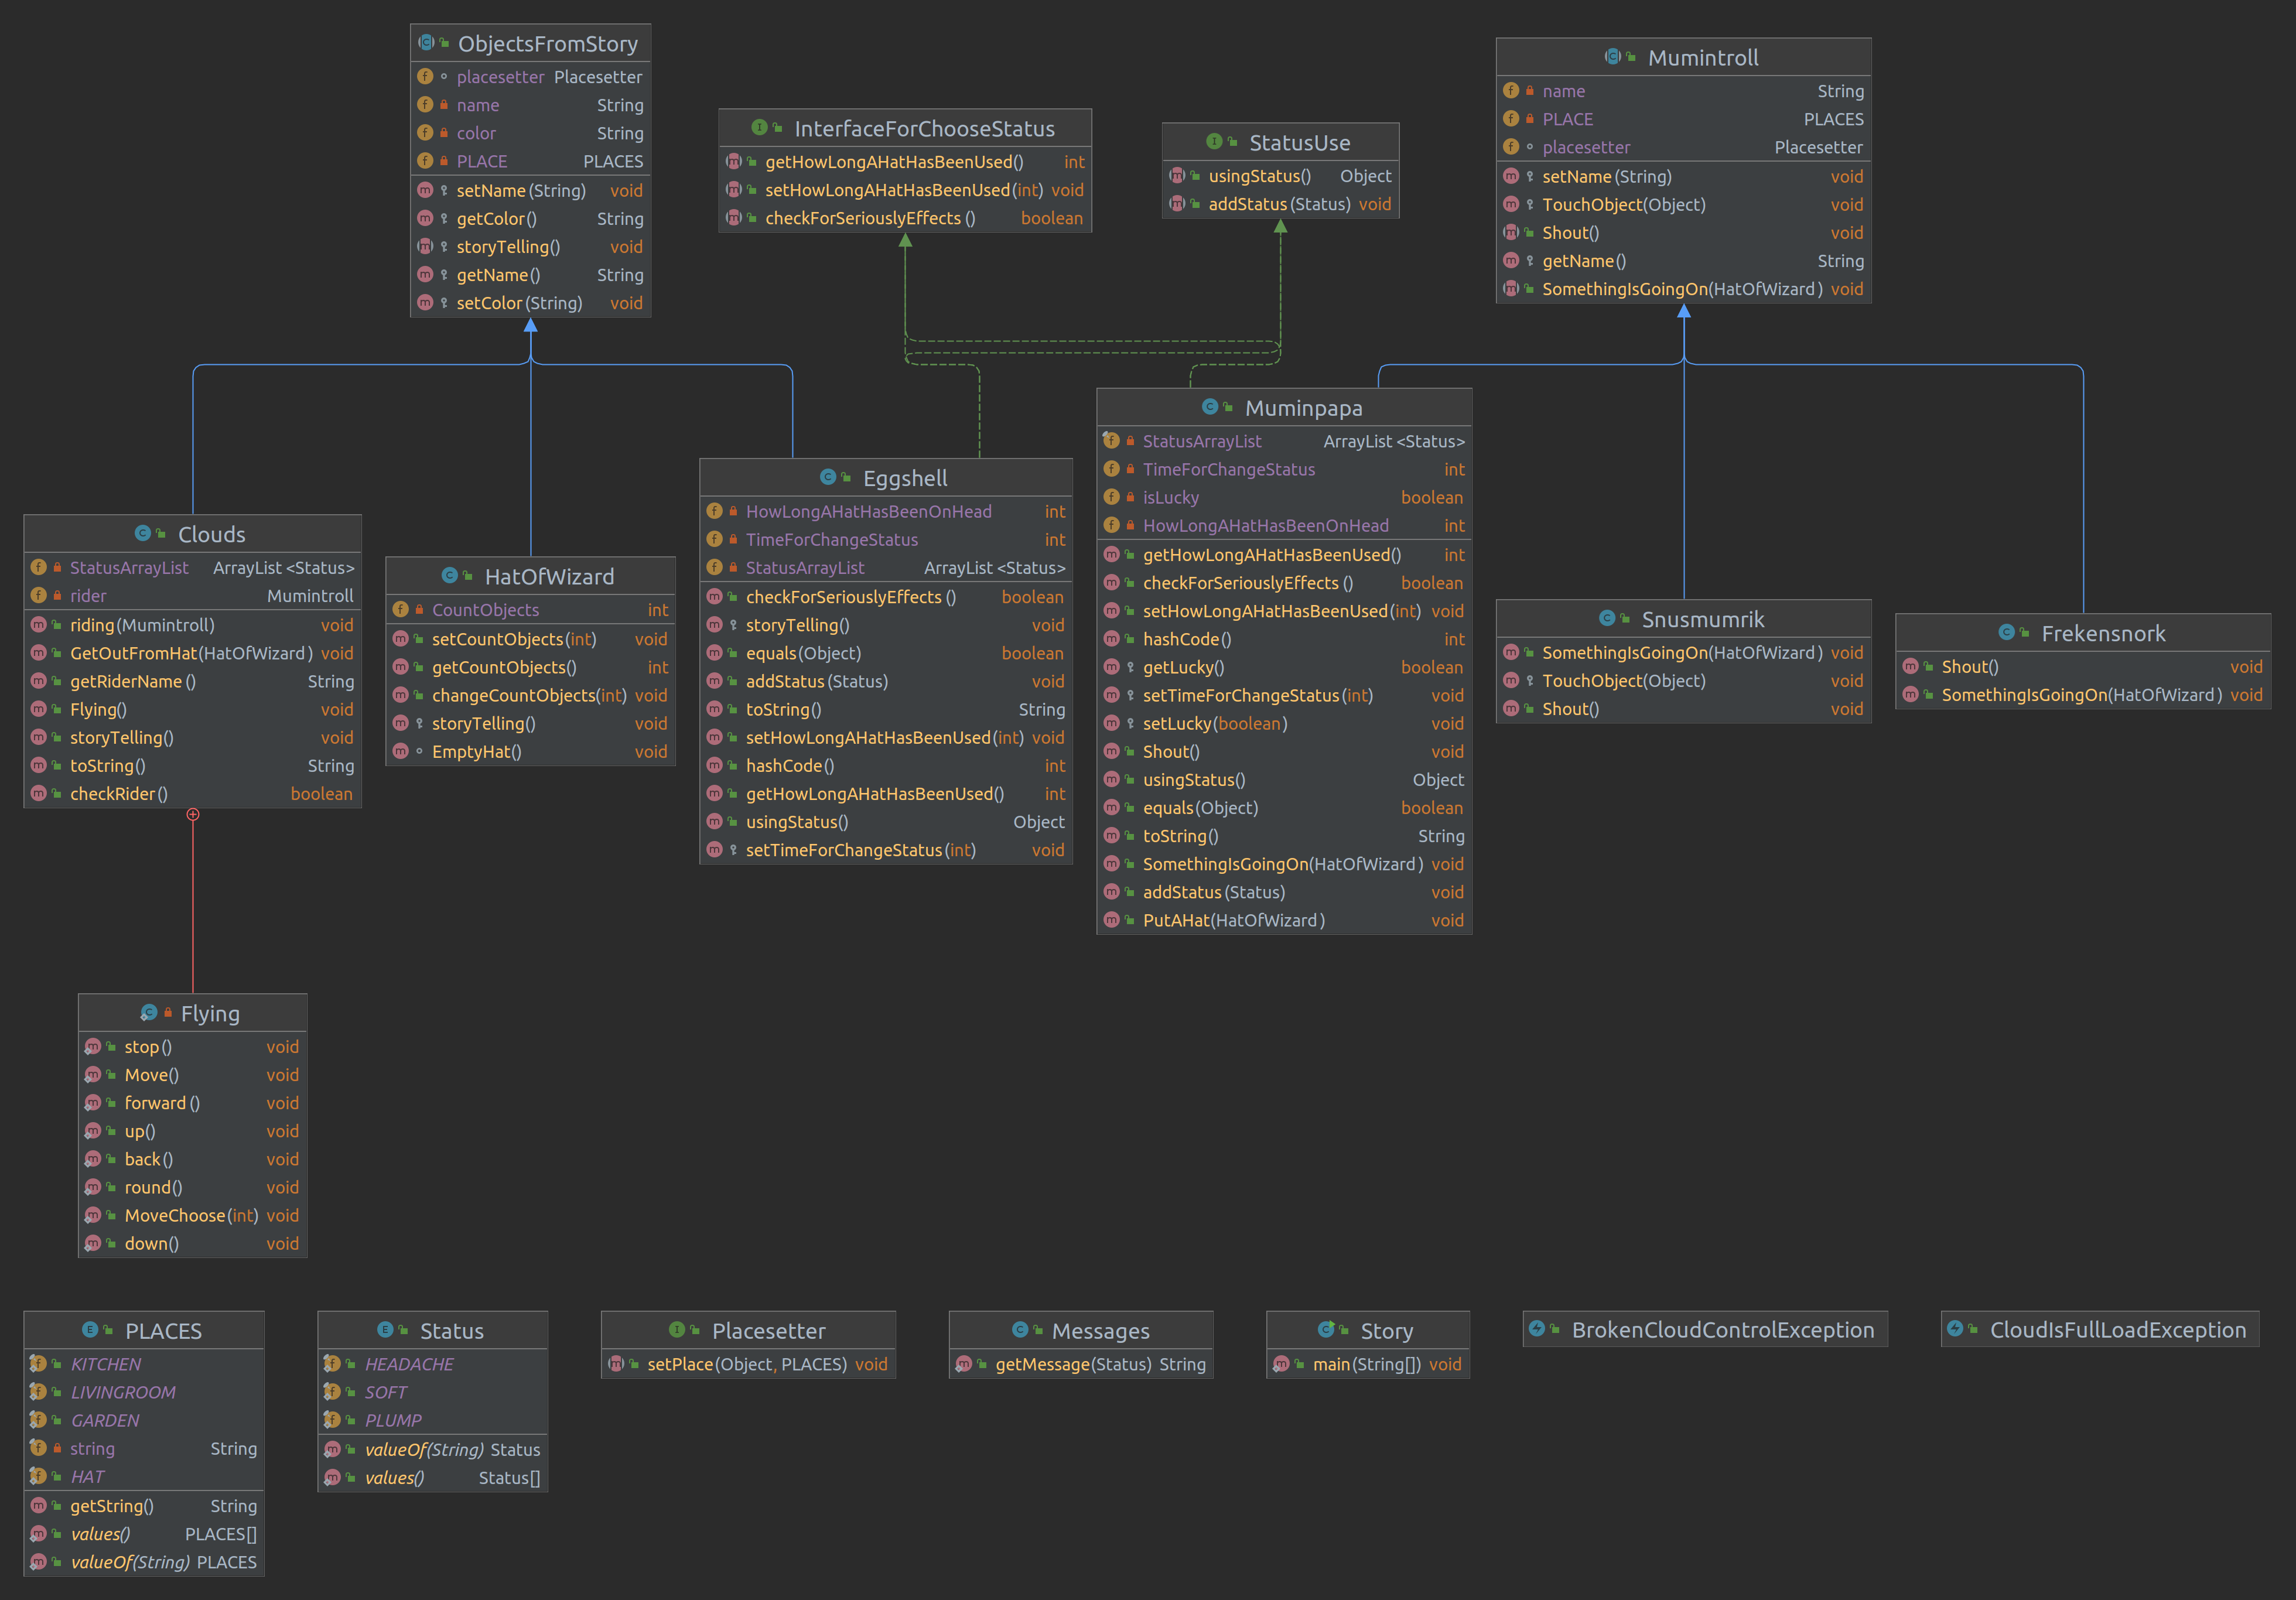 ObjectsFromStory
placesetter Placesetter
name String
color String
PLACE PLACES
setName(String) void
getColor() String
storyTelling() void
getName() String
setColor(String) void
InterfaceForChooseStatus
getHowLongAHatHasBeenUsed() int
setHowLongAHatHasBeenUsed(int) void
checkForSeriouslyEffects() boolean
StatusUse
usingStatus() Object
addStatus(Status) void
Mumintroll
name String
PLACE PLACES
placesetter Placesetter
setName(String) void
TouchObject(Object) void
Shout() void
getName() String
SomethingIsGoingOn(HatOfWizard) void
Clouds
StatusArrayList ArrayList<Status>
rider Mumintroll
riding(Mumintroll) void
GetOutFromHat(HatOfWizard) void
getRiderName() String
Flying() void
storyTelling() void
toString() String
checkRider() boolean
HatOfWizard
CountObjects int
setCountObjects(int) void
getCountObjects() int
changeCountObjects(int) void
storyTelling() void
EmptyHat() void
Eggshell
HowLongAHatHasBeenOnHead int
TimeForChangeStatus int
StatusArrayList ArrayList<Status>
checkForSeriouslyEffects() boolean
storyTelling() void
equals(Object) boolean
addStatus(Status) void
toString() String
setHowLongAHatHasBeenUsed(int) void
hashCode() int
getHowLongAHatHasBeenUsed() int
usingStatus() Object
setTimeForChangeStatus(int) void
Muminpapa
StatusArrayList ArrayList<Status>
TimeForChangeStatus int
isLucky boolean
HowLongAHatHasBeenOnHead int
getHowLongAHatHasBeenUsed() int
checkForSeriouslyEffects() boolean
setHowLongAHatHasBeenUsed(int) void
hashCode() int
getLucky() boolean
setTimeForChangeStatus(int) void
setLucky(boolean) void
Shout() void
usingStatus() Object
equals(Object) boolean
toString() String
SomethingIsGoingOn(HatOfWizard) void
addStatus(Status) void
PutAHat(HatOfWizard) void
Snusmumrik
SomethingIsGoingOn(HatOfWizard) void
TouchObject(Object) void
Shout() void
Frekensnork
Shout() void
SomethingIsGoingOn(HatOfWizard) void
Flying
stop() void
Move() void
forward() void
up() void
back() void
round() void
MoveChoose(int) void
down() void
PLACES
KITCHEN
LIVINGROOM
GARDEN
string String
HAT
getString() String
values() PLACES[]
valueOf(String) PLACES
Status
HEADACHE
SOFT
PLUMP
valueOf(String) Status
values() Status[]
Placesetter
setPlace(Object, PLACES) void
Messages
getMessage(Status) String
Story
main(String[]) void
BrokenCloudControlException
CloudIsFullLoadException